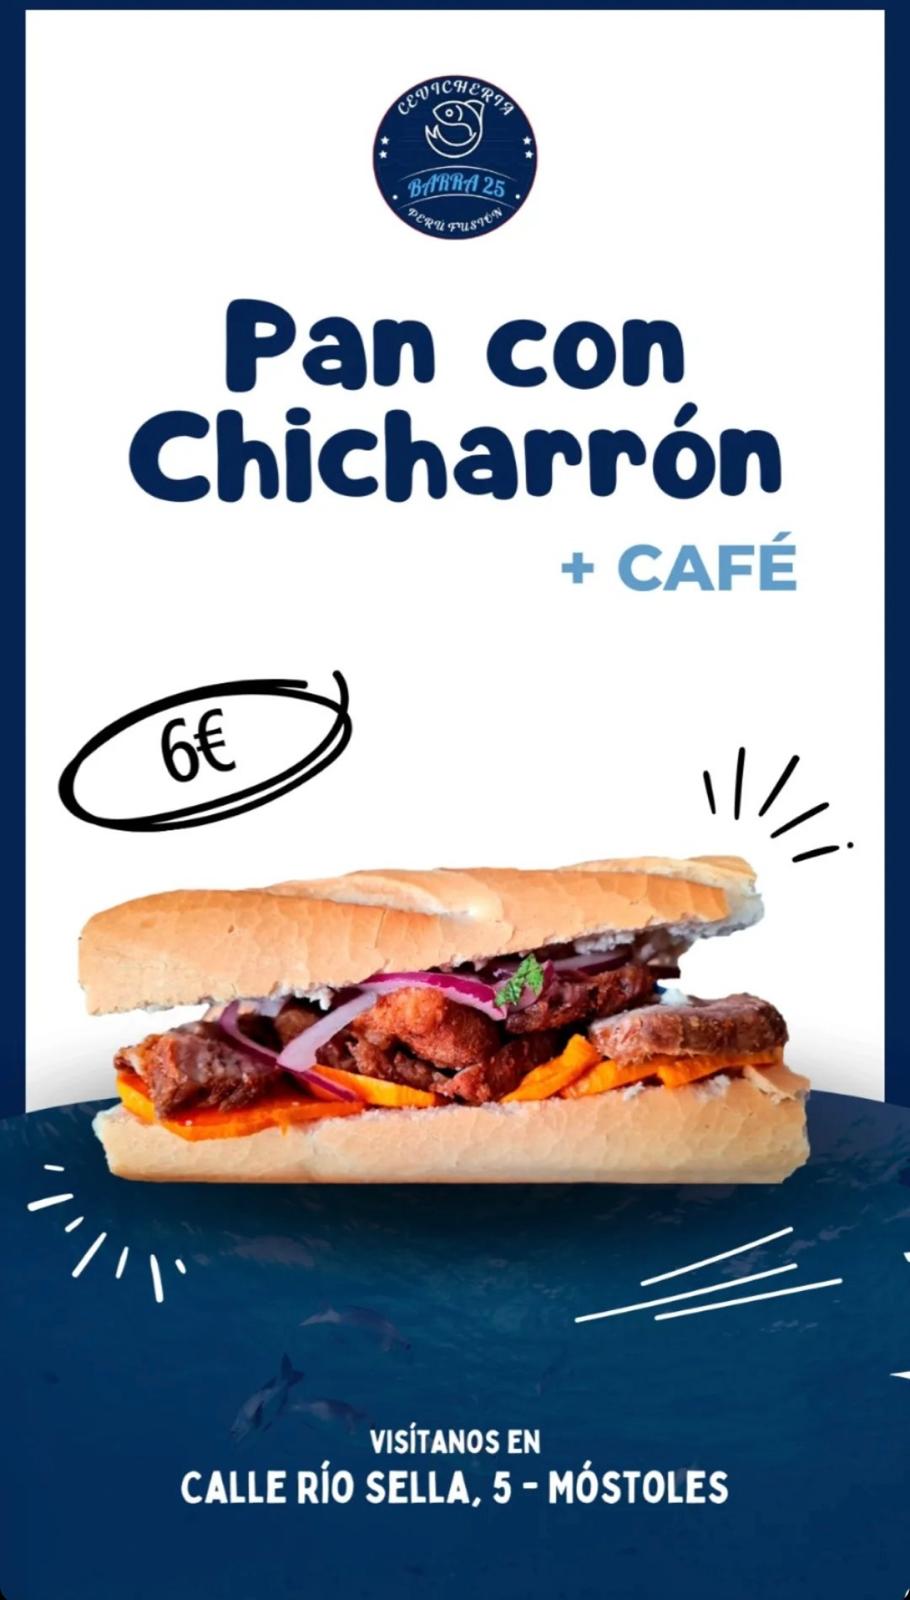 CEVICHERIA
BARRA 25
PERÚ FUSIÓN
Pan con
Chicharrón
+ CAFÉ
6€
VISÍTANOS EN
CALLE RÍO SELLA, 5 - MÓSTOLES